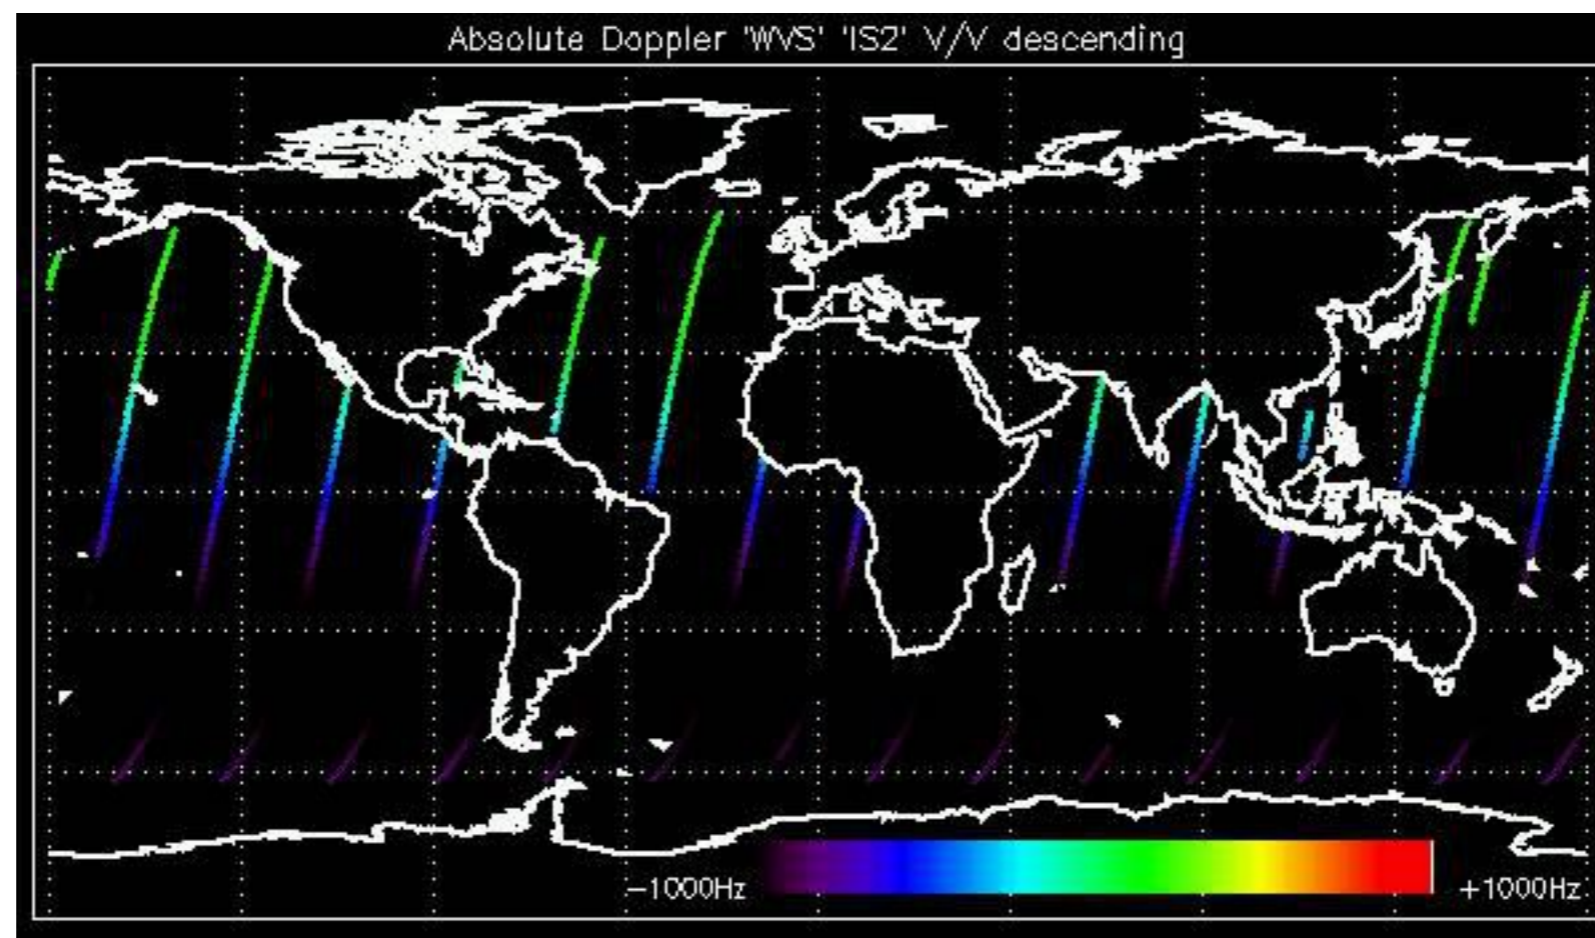 Absolute Doppler 'WVS' 'IS2' V/V descending
−1000Hz +1000Hz